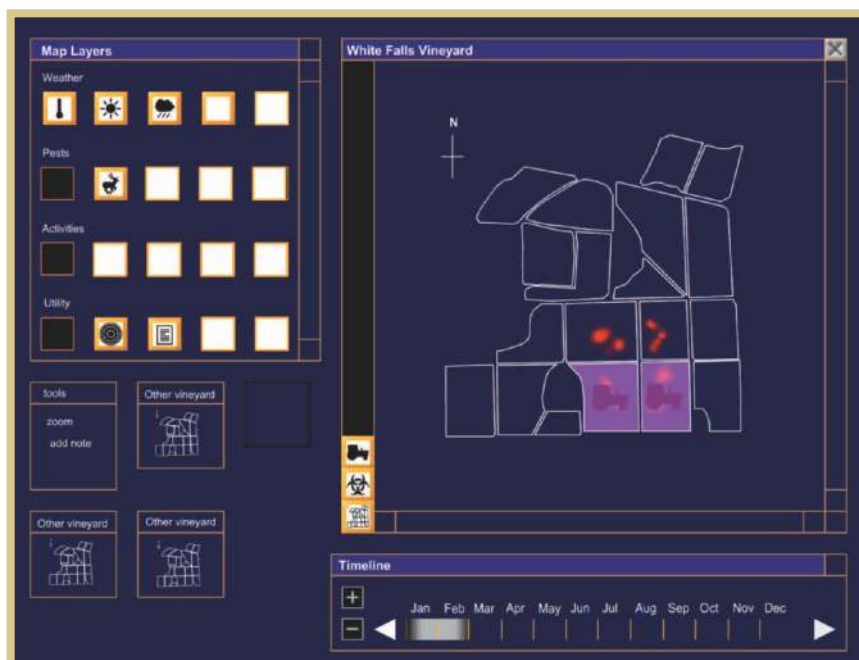 Map Layers
Weather
Pests
Activities
Utility
tools
zoom
add note
Other vineyard
Other vineyard
Other vineyard
White Falls Vineyard
N
Timeline
Jan Feb Mar Apr May Jun Jul Aug Sep Oct Nov Dec